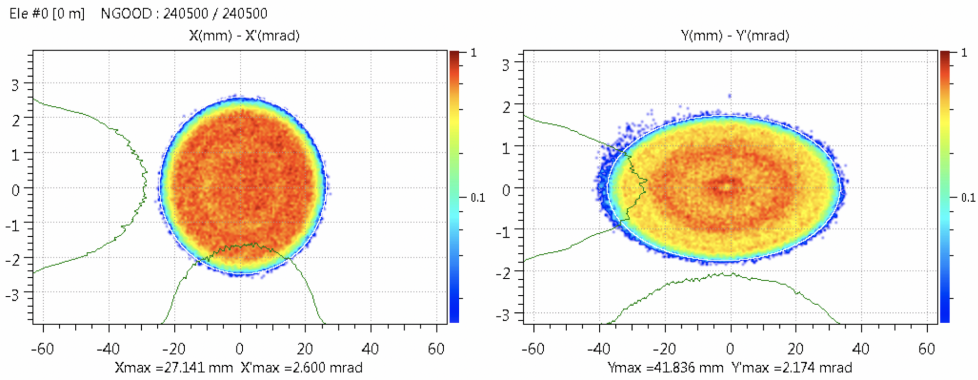 Ele #0 [0 m] NGOOD : 240500 / 240500
X(mm) - X'(mrad)
Y(mm) - Y'(mrad)
3
2
1
0
-1
-2
-3
-60 -40 -20 0 20 40 60
1
0.1
Xmax =27.141 mm X'max =2.600 mrad
3
2
1
0
-1
-2
-3
-60 -40 -20 0 20 40 60
1
0.1
Ymax =41.836 mm Y'max =2.174 mrad